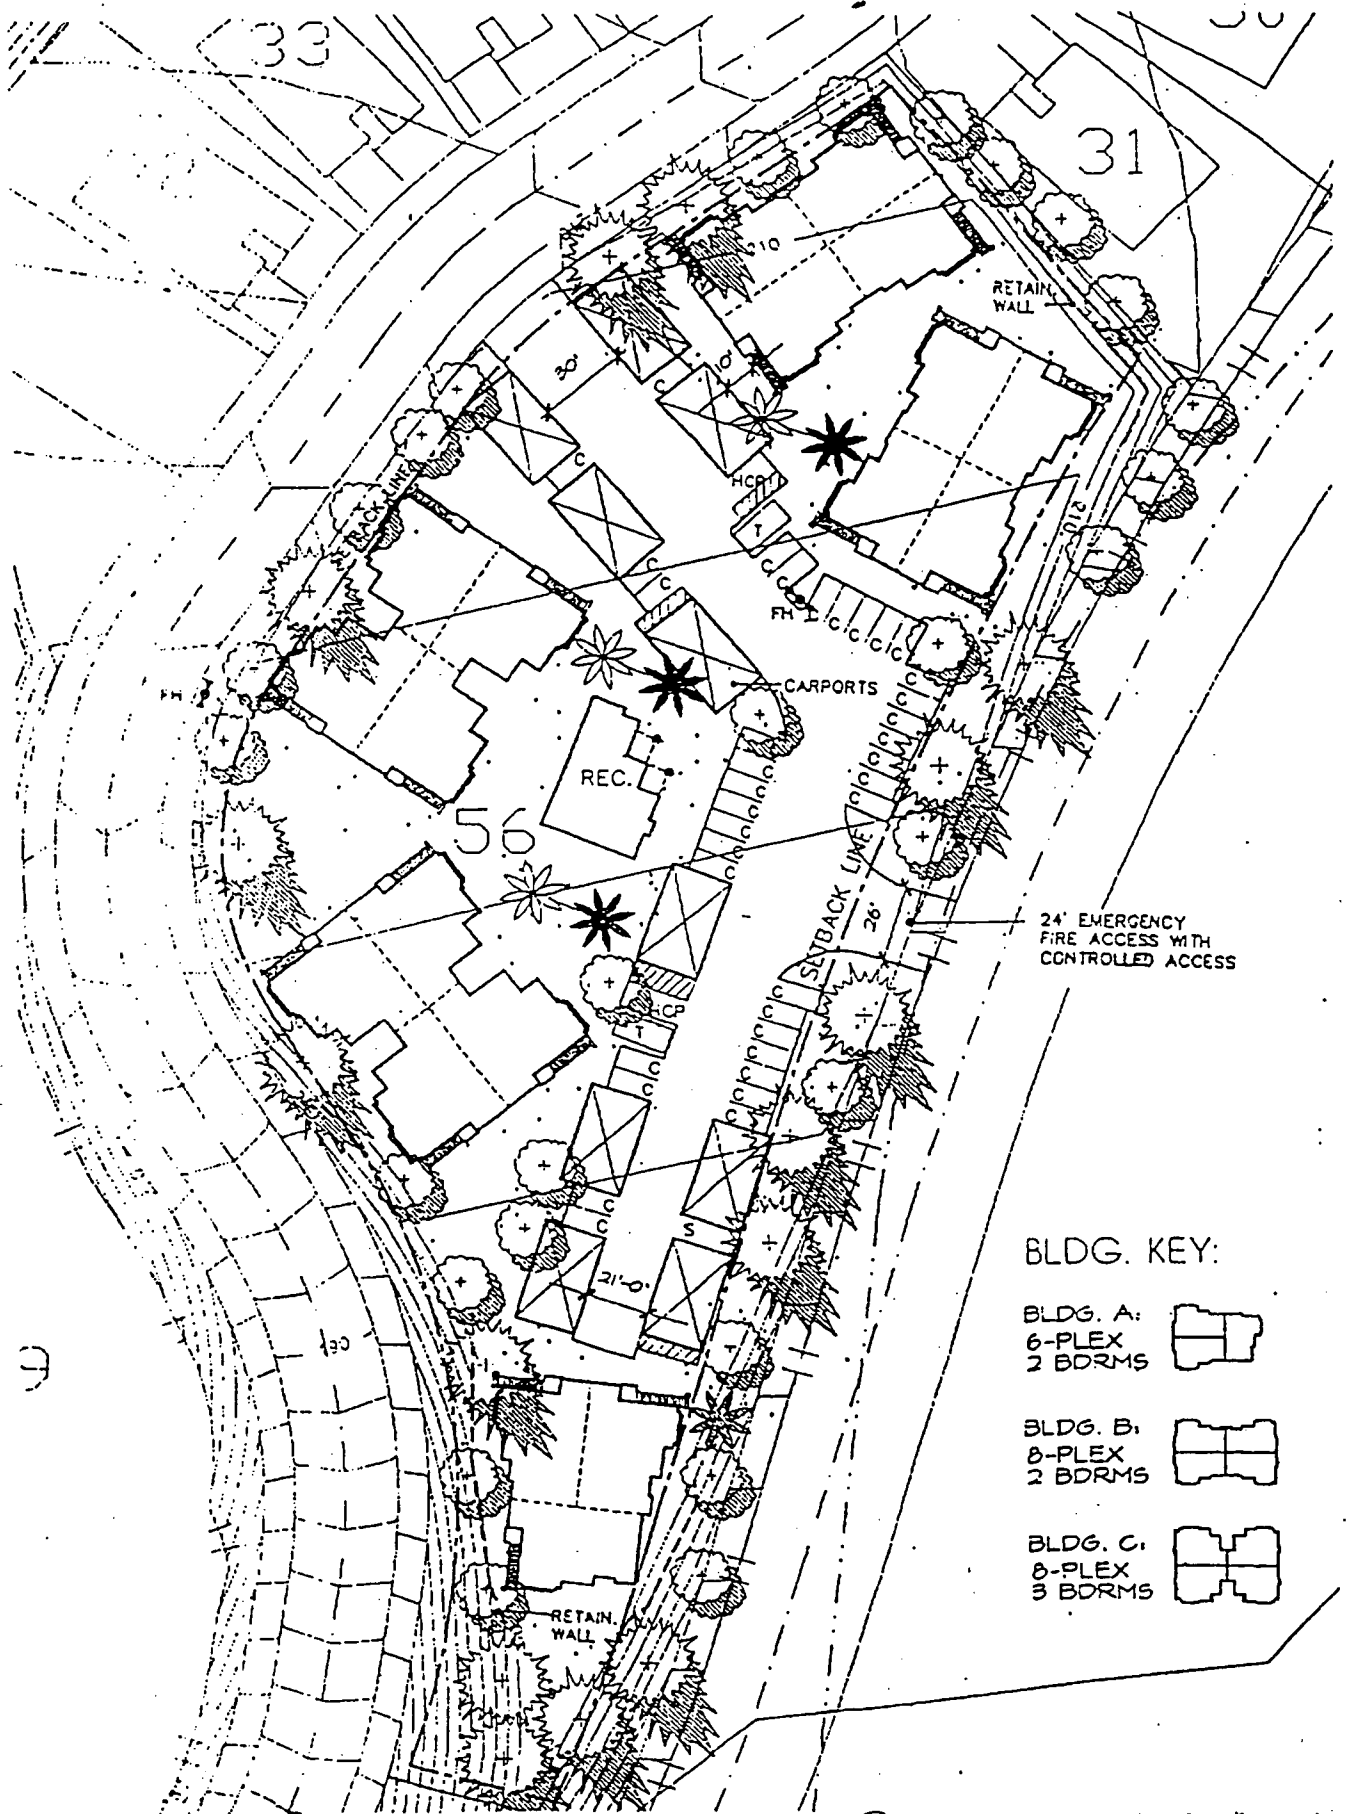 33
31
210
RETAIN.
WALL
30'
10'
C
C
HCP
T
SETBACK LINE
C
C
C
C
FH
C
C
C
C
C
210
FH
CARPORTS
C
C
C
C
C
C
C
REC.
C
C
C
C
C
C
56
SETBACK LINE
26'
24' EMERGENCY
FIRE ACCESS WITH
CONTROLLED ACCESS
HCP
T
C
C
C
C
C
C
C
C
C
C
S
21'-0"
BLDG. KEY:
BLDG. A:
6-PLEX
2 BDRMS
BLDG. B:
8-PLEX
2 BDRMS
BLDG. C:
8-PLEX
3 BDRMS
RETAIN.
WALL